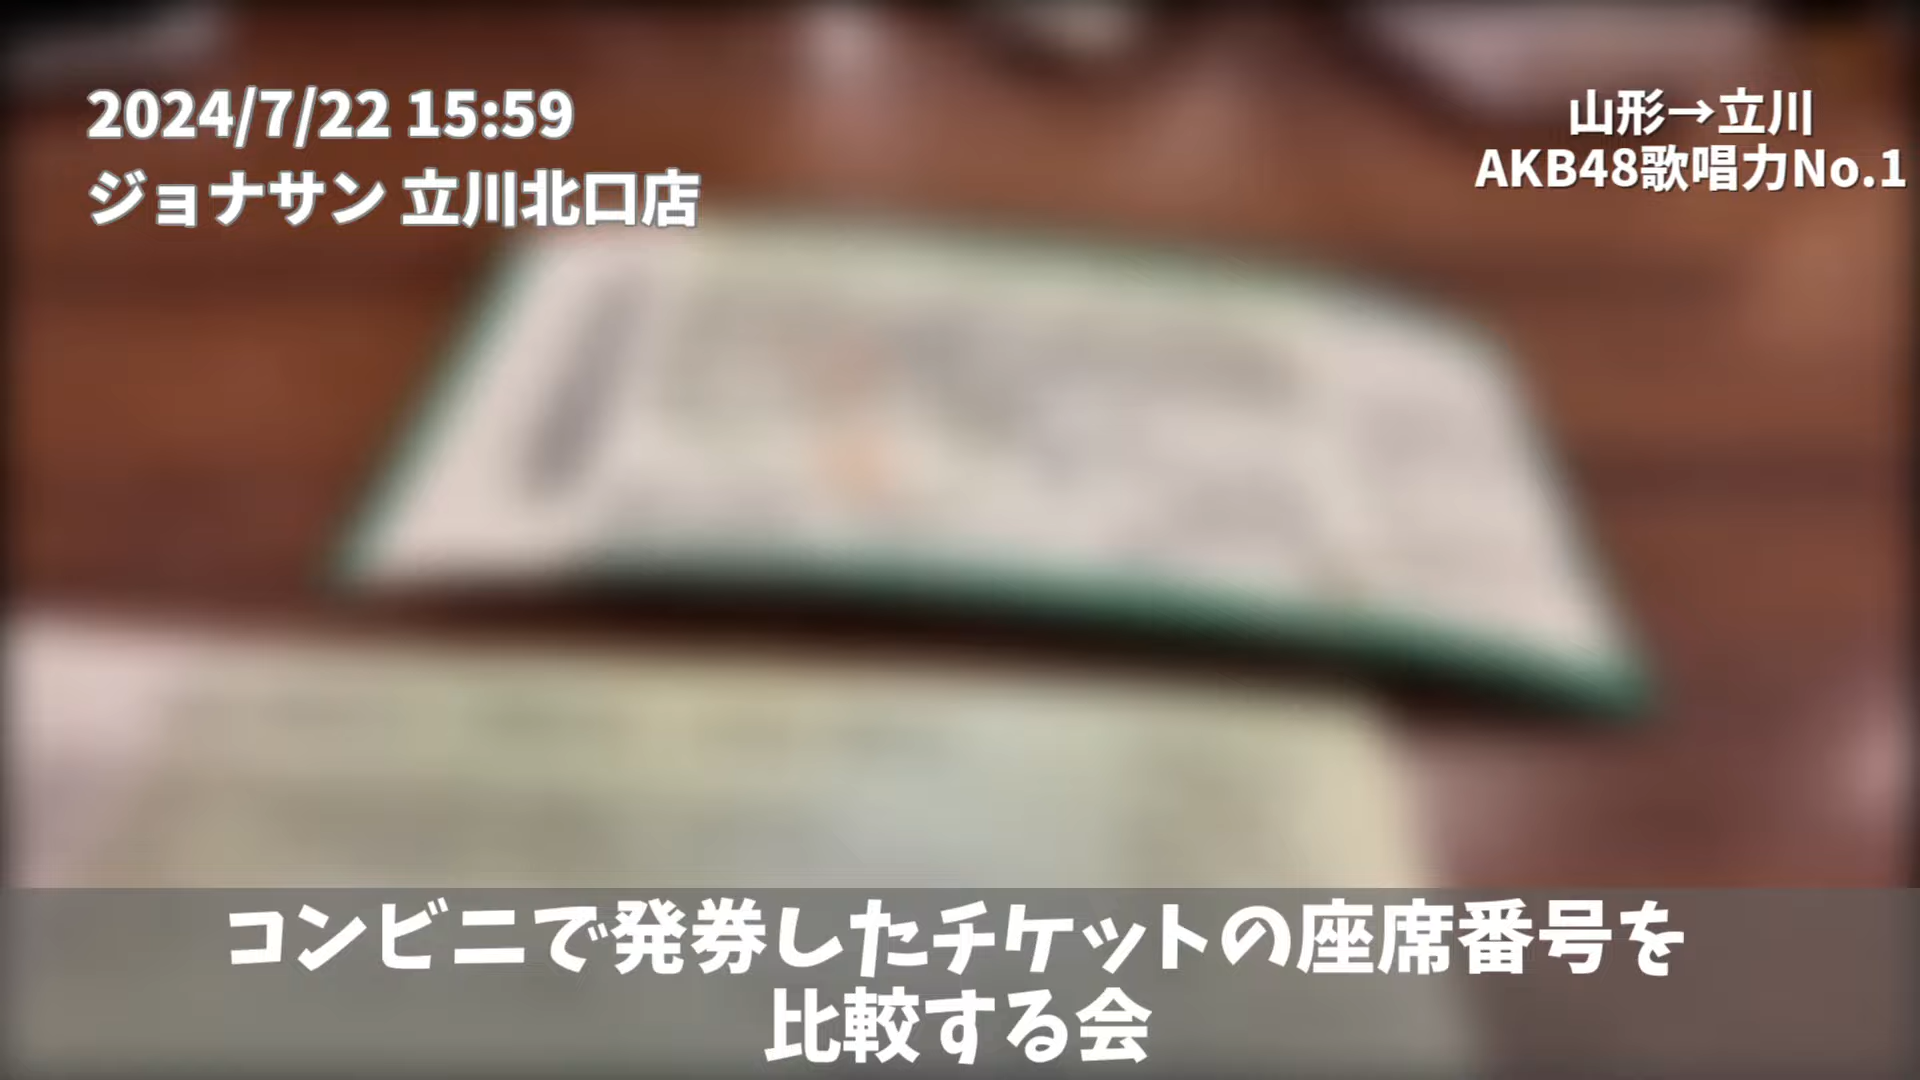 2024/7/22 15:59
ジョナサン 立川北口店
山形→立川
AKB48歌唱力No.1
コンビニで発券したチケットの座席番号を
比較する会